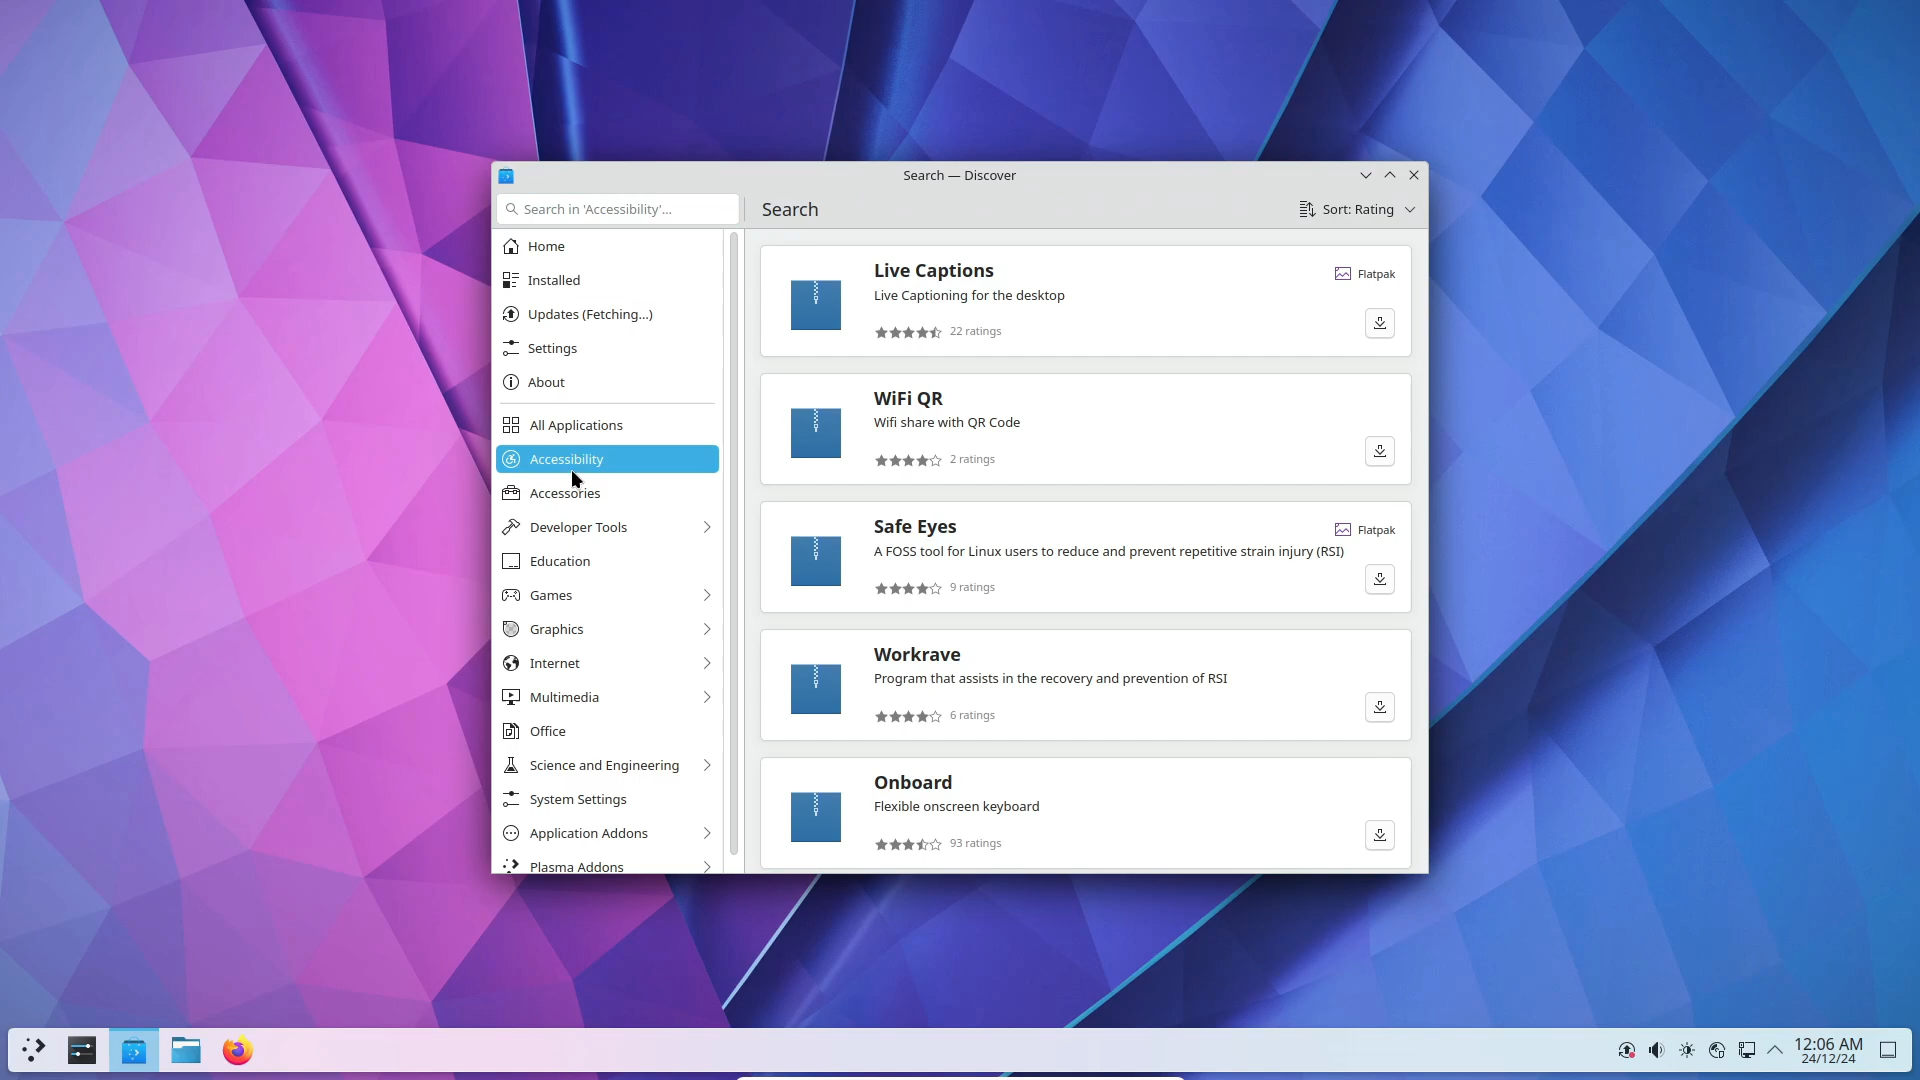 Search — Discover
Search in 'Accessibility'...
Search
Sort: Rating
Home
Installed
Updates (Fetching...)
Settings
About
All Applications
Accessibility
Accessories
Developer Tools
Education
Games
Graphics
Internet
Multimedia
Office
Science and Engineering
System Settings
Application Addons
Plasma Addons
Live Captions
Flatpak
Live Captioning for the desktop
22 ratings
WiFi QR
Wifi share with QR Code
2 ratings
Safe Eyes
Flatpak
A FOSS tool for Linux users to reduce and prevent repetitive strain injury (RSI)
9 ratings
Workrave
Program that assists in the recovery and prevention of RSI
6 ratings
Onboard
Flexible onscreen keyboard
93 ratings
12:06 AM
24/12/24